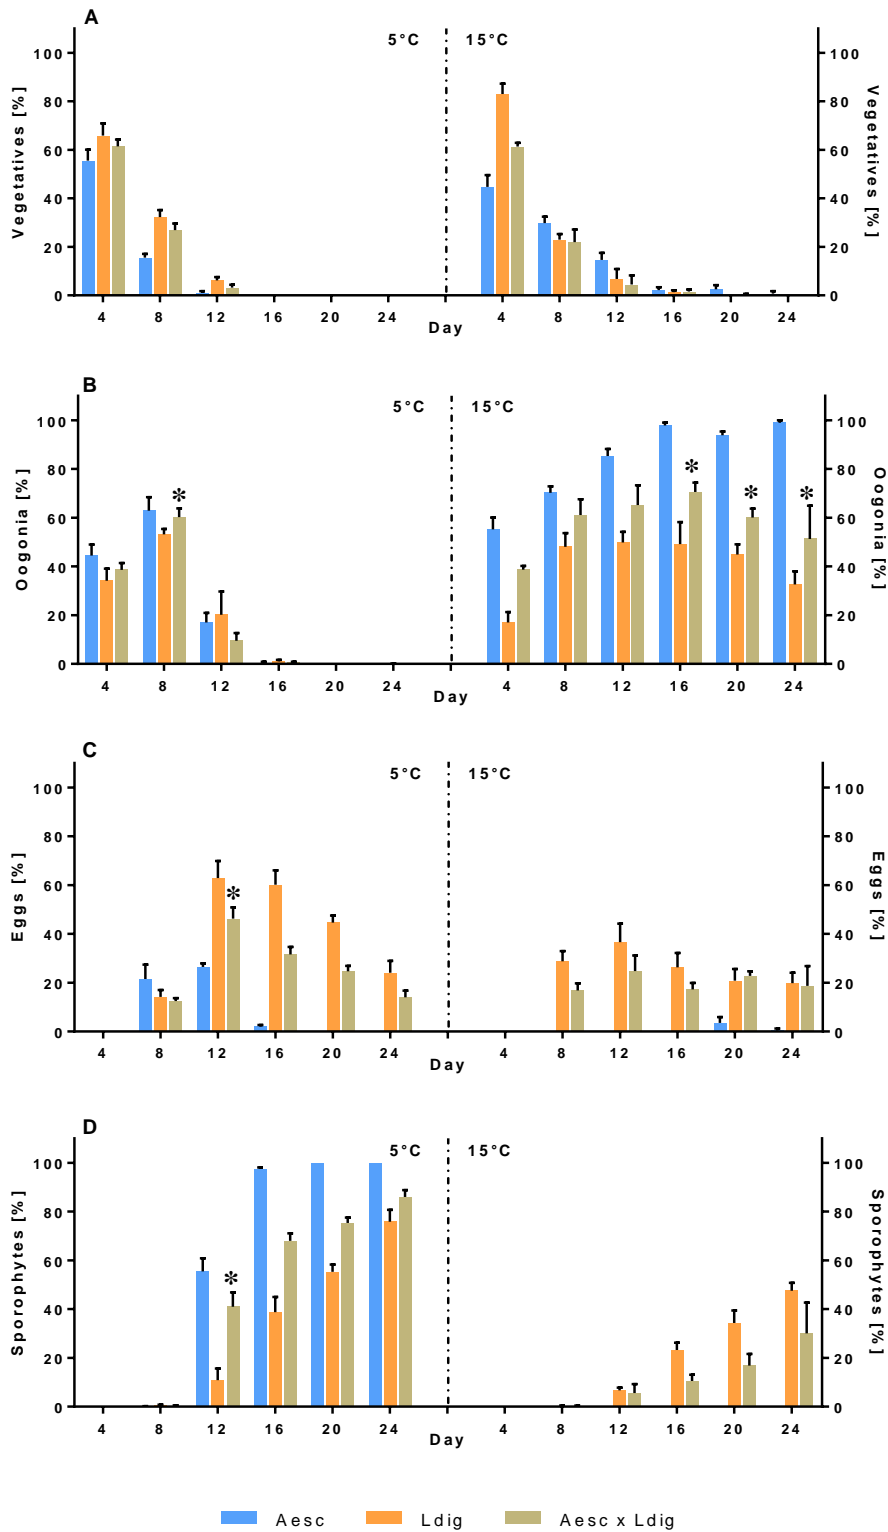 A
5°C
15°C
Vegetatives [%]
100
80
60
40
20
0
100
80
60
40
20
0
Vegetatives [%]
4 8 12 16 20 24 4 8 12 16 20 24
Day
B
5°C
15°C
Oogonia [%]
100
80
60
40
20
0
*
* * *
100
80
60
40
20
0
Oogonia [%]
4 8 12 16 20 24 4 8 12 16 20 24
Day
C
5°C
15°C
Eggs [%]
100
80
60
40
20
0
*
100
80
60
40
20
0
Eggs [%]
4 8 12 16 20 24 4 8 12 16 20 24
Day
D
5°C
15°C
Sporophytes [%]
100
80
60
40
20
0
*
100
80
60
40
20
0
Sporophytes [%]
4 8 12 16 20 24 4 8 12 16 20 24
Day
Aesc Ldig Aesc x Ldig